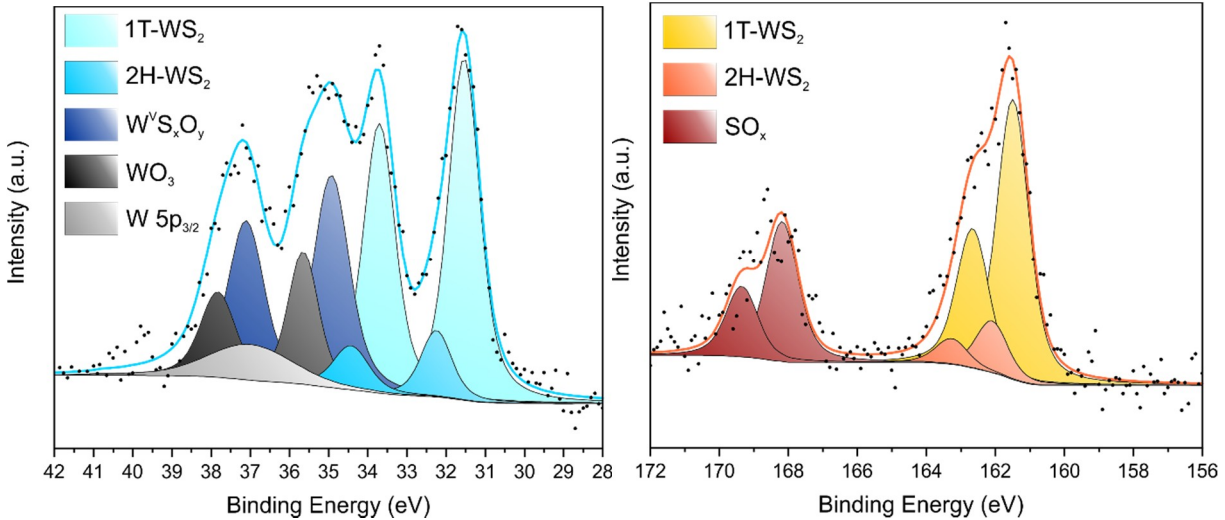 1T-WS₂
2H-WS₂
WⱽSₓOᵧ
WO₃
W 5p₃/₂
Intensity (a.u.)
42 41 40 39 38 37 36 35 34 33 32 31 30 29 28
Binding Energy (eV)
1T-WS₂
2H-WS₂
SOₓ
Intensity (a.u.)
172 170 168 166 164 162 160 158 156
Binding Energy (eV)